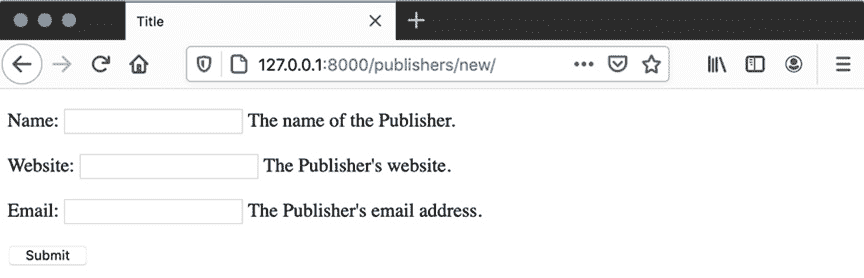 Title
127.0.0.1:8000/publishers/new/
Name: The name of the Publisher.
Website: The Publisher's website.
Email: The Publisher's email address.
Submit